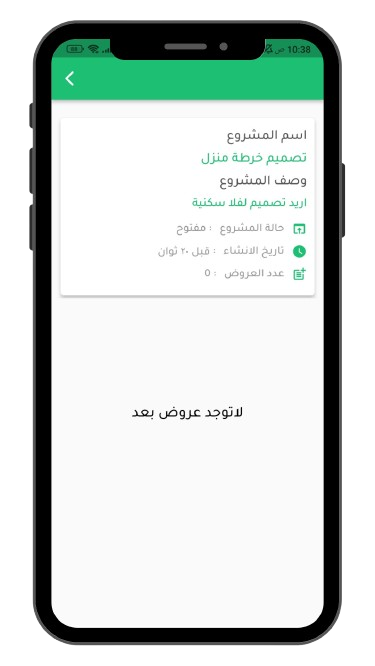 10:38 ص
اسم المشروع
تصميم خرطة منزل
وصف المشروع
اريد تصميم لفلا سكنية
حالة المشروع : مفتوح
تاريخ الانشاء : قبل ٢٠ ثوان
عدد العروض : 0
لاتوجد عروض بعد